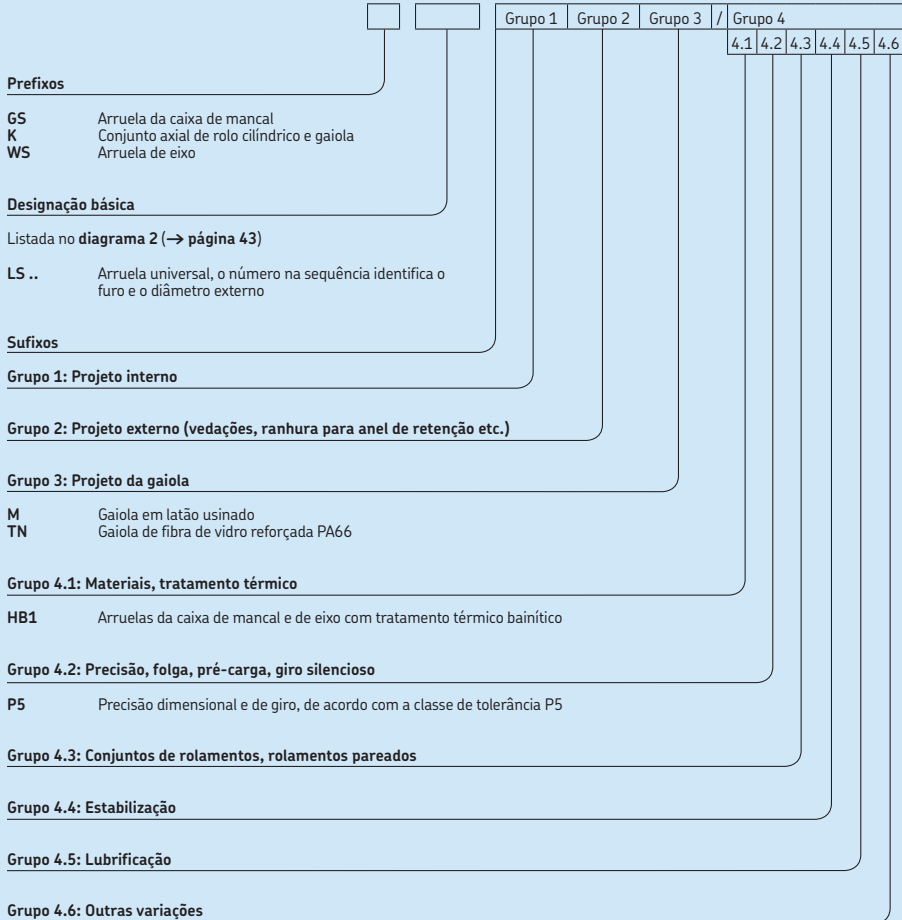 Grupo 1 Grupo 2 Grupo 3 / Grupo 4
4.1 4.2 4.3 4.4 4.5 4.6
Prefixos
GS Arruela da caixa de mancal
K Conjunto axial de rolo cilíndrico e gaiola
WS Arruela de eixo
Designação básica
Listada no diagrama 2 (→ página 43)
LS .. Arruela universal, o número na sequência identifica o
furo e o diâmetro externo
Sufixos
Grupo 1: Projeto interno
Grupo 2: Projeto externo (vedações, ranhura para anel de retenção etc.)
Grupo 3: Projeto da gaiola
M Gaiola em latão usinado
TN Gaiola de fibra de vidro reforçada PA66
Grupo 4.1: Materiais, tratamento térmico
HB1 Arruelas da caixa de mancal e de eixo com tratamento térmico bainítico
Grupo 4.2: Precisão, folga, pré-carga, giro silencioso
P5 Precisão dimensional e de giro, de acordo com a classe de tolerância P5
Grupo 4.3: Conjuntos de rolamentos, rolamentos pareados
Grupo 4.4: Estabilização
Grupo 4.5: Lubrificação
Grupo 4.6: Outras variações